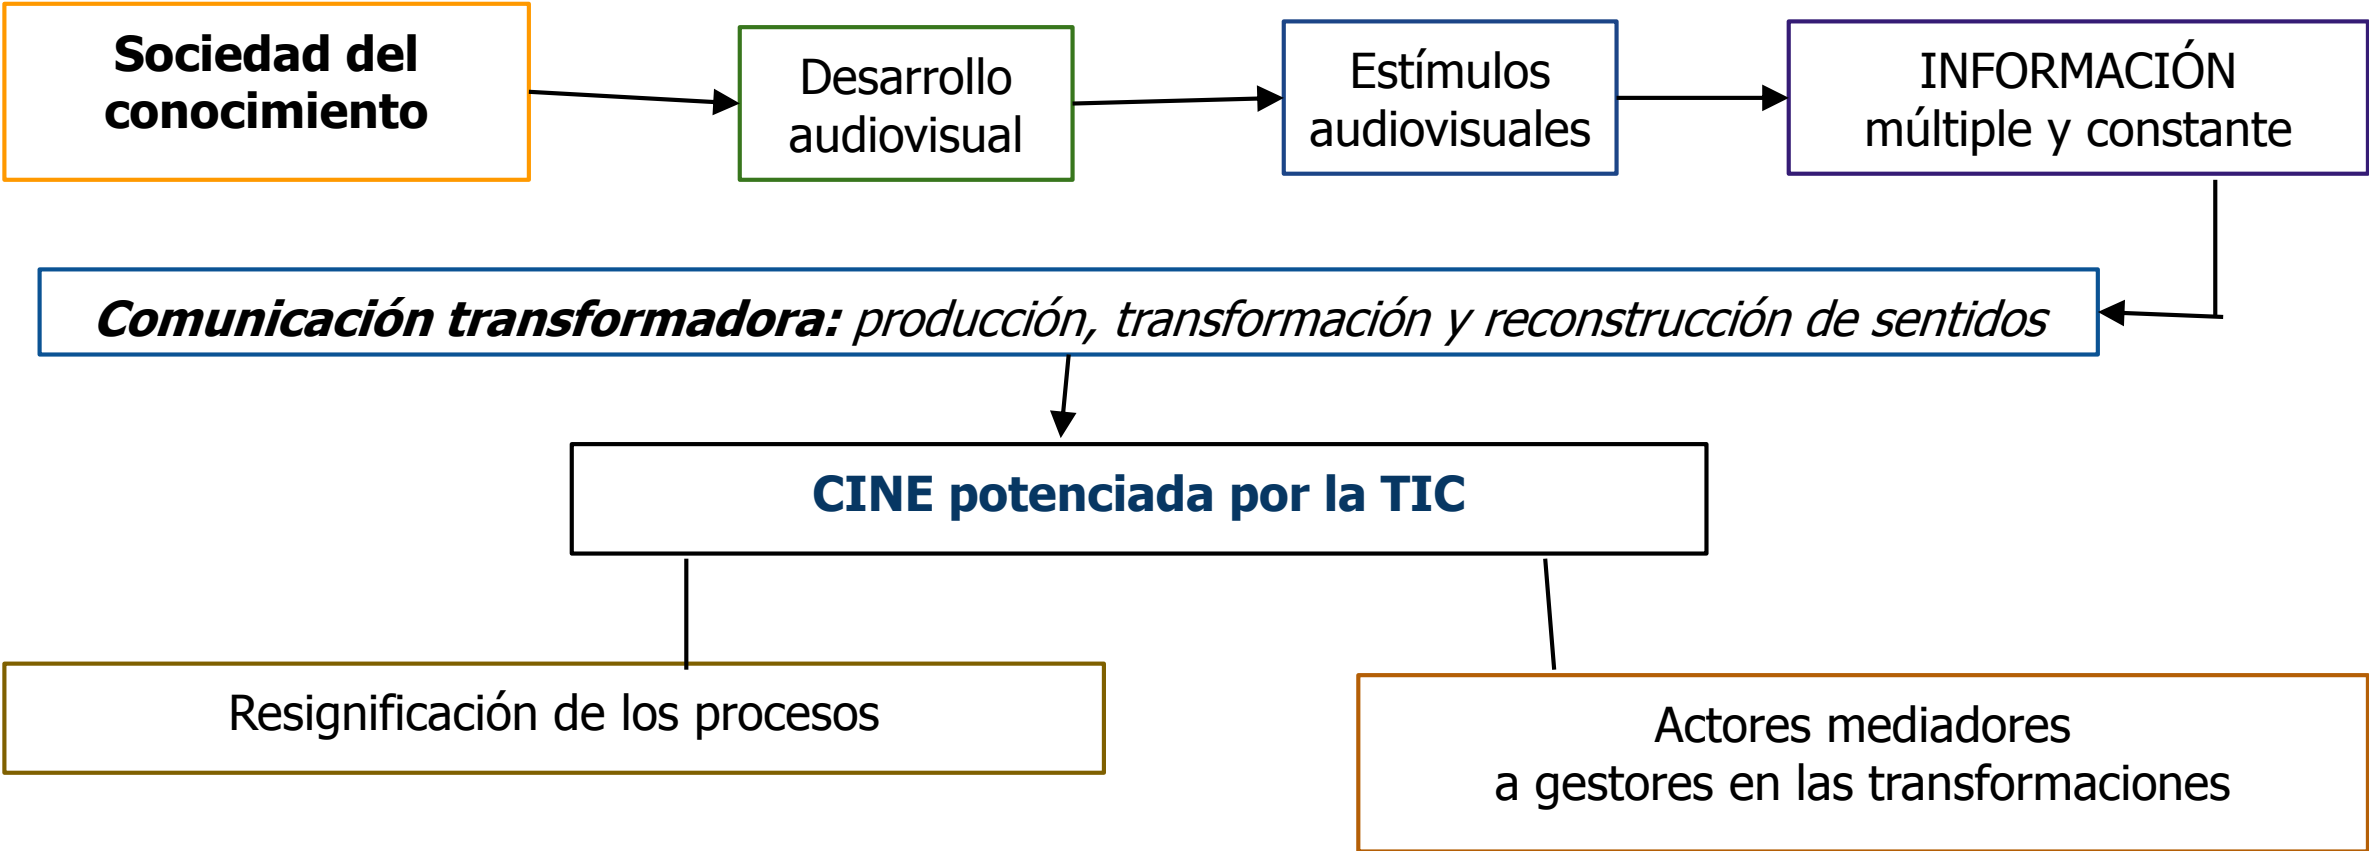 Sociedad del
conocimiento
Desarrollo
audiovisual
Estímulos
audiovisuales
INFORMACIÓN
múltiple y constante
Comunicación transformadora: producción, transformación y reconstrucción de sentidos
CINE potenciada por la TIC
Resignificación de los procesos
Actores mediadores
a gestores en las transformaciones